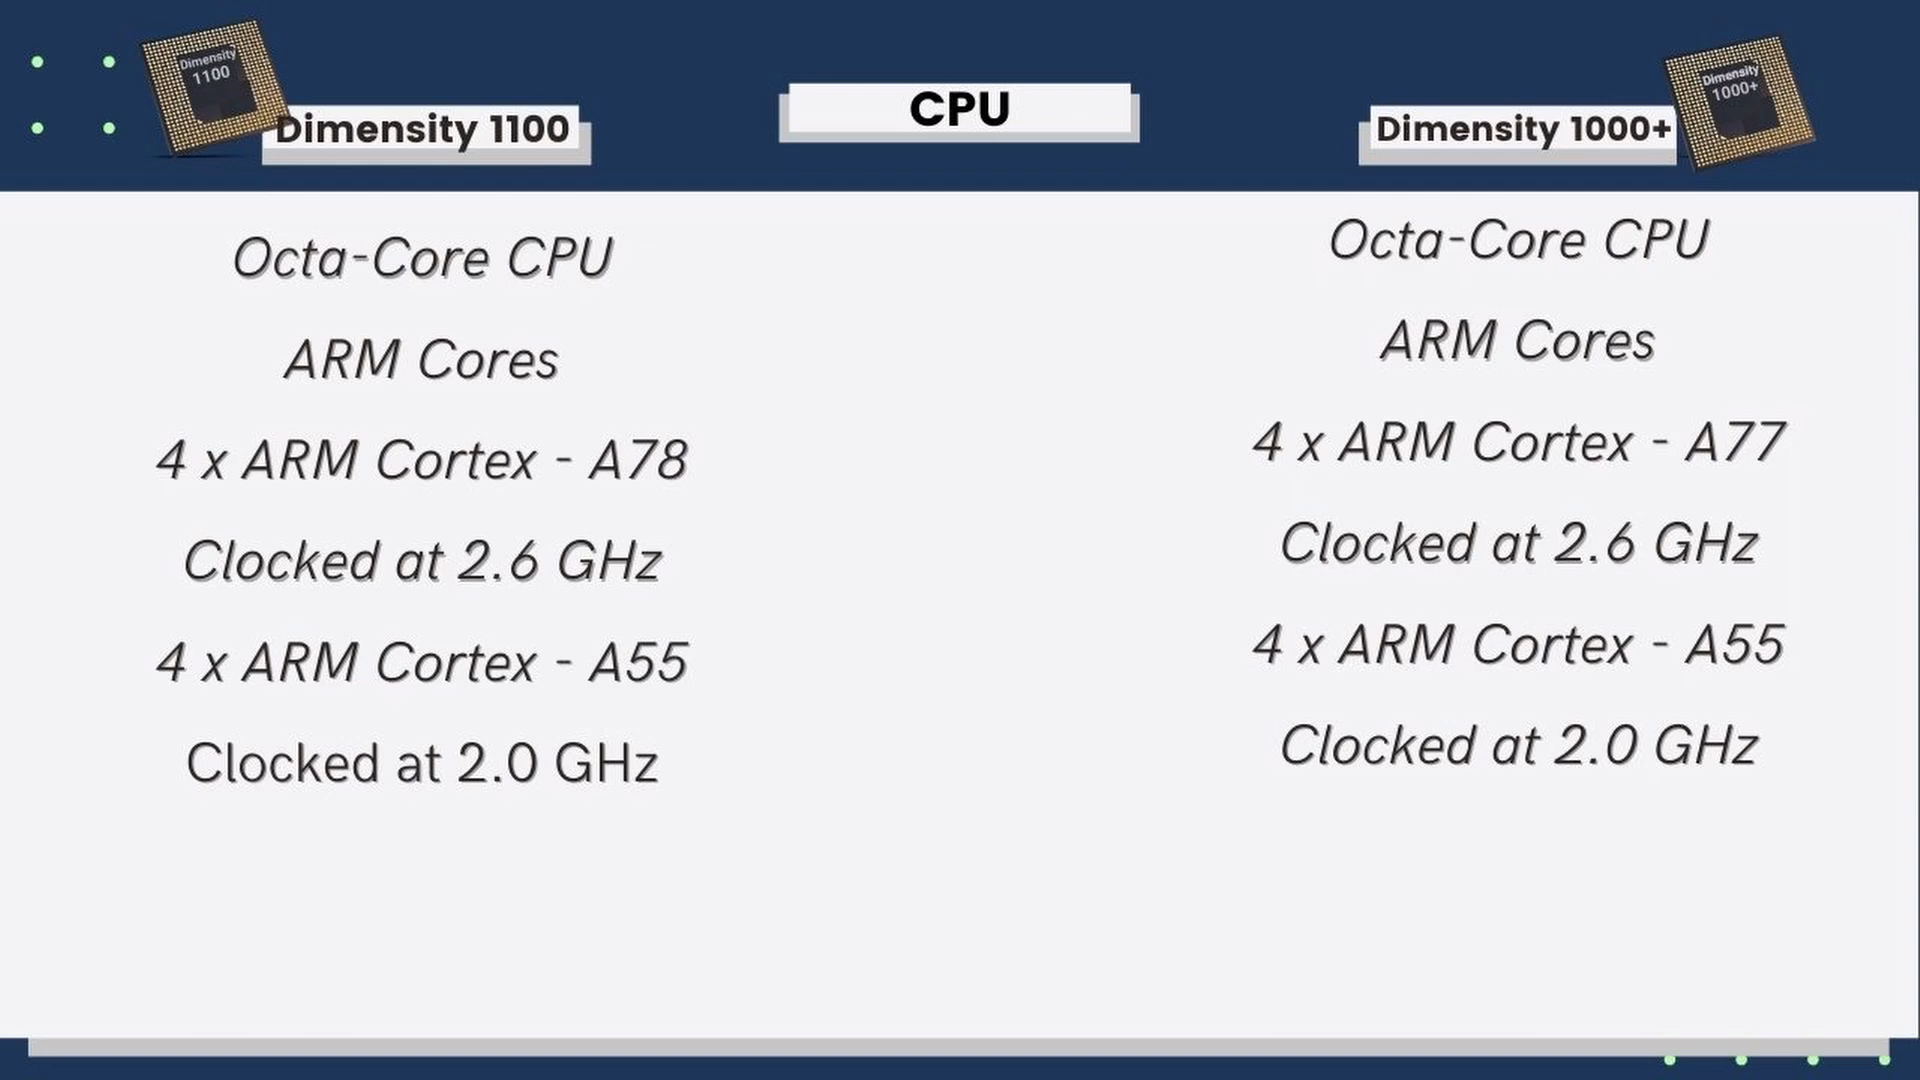 Dimensity
1100
Dimensity 1100
CPU
Dimensity 1000+
Dimensity
1000+
Octa-Core CPU
ARM Cores
4 x ARM Cortex - A78
Clocked at 2.6 GHz
4 x ARM Cortex - A55
Clocked at 2.0 GHz
Octa-Core CPU
ARM Cores
4 x ARM Cortex - A77
Clocked at 2.6 GHz
4 x ARM Cortex - A55
Clocked at 2.0 GHz